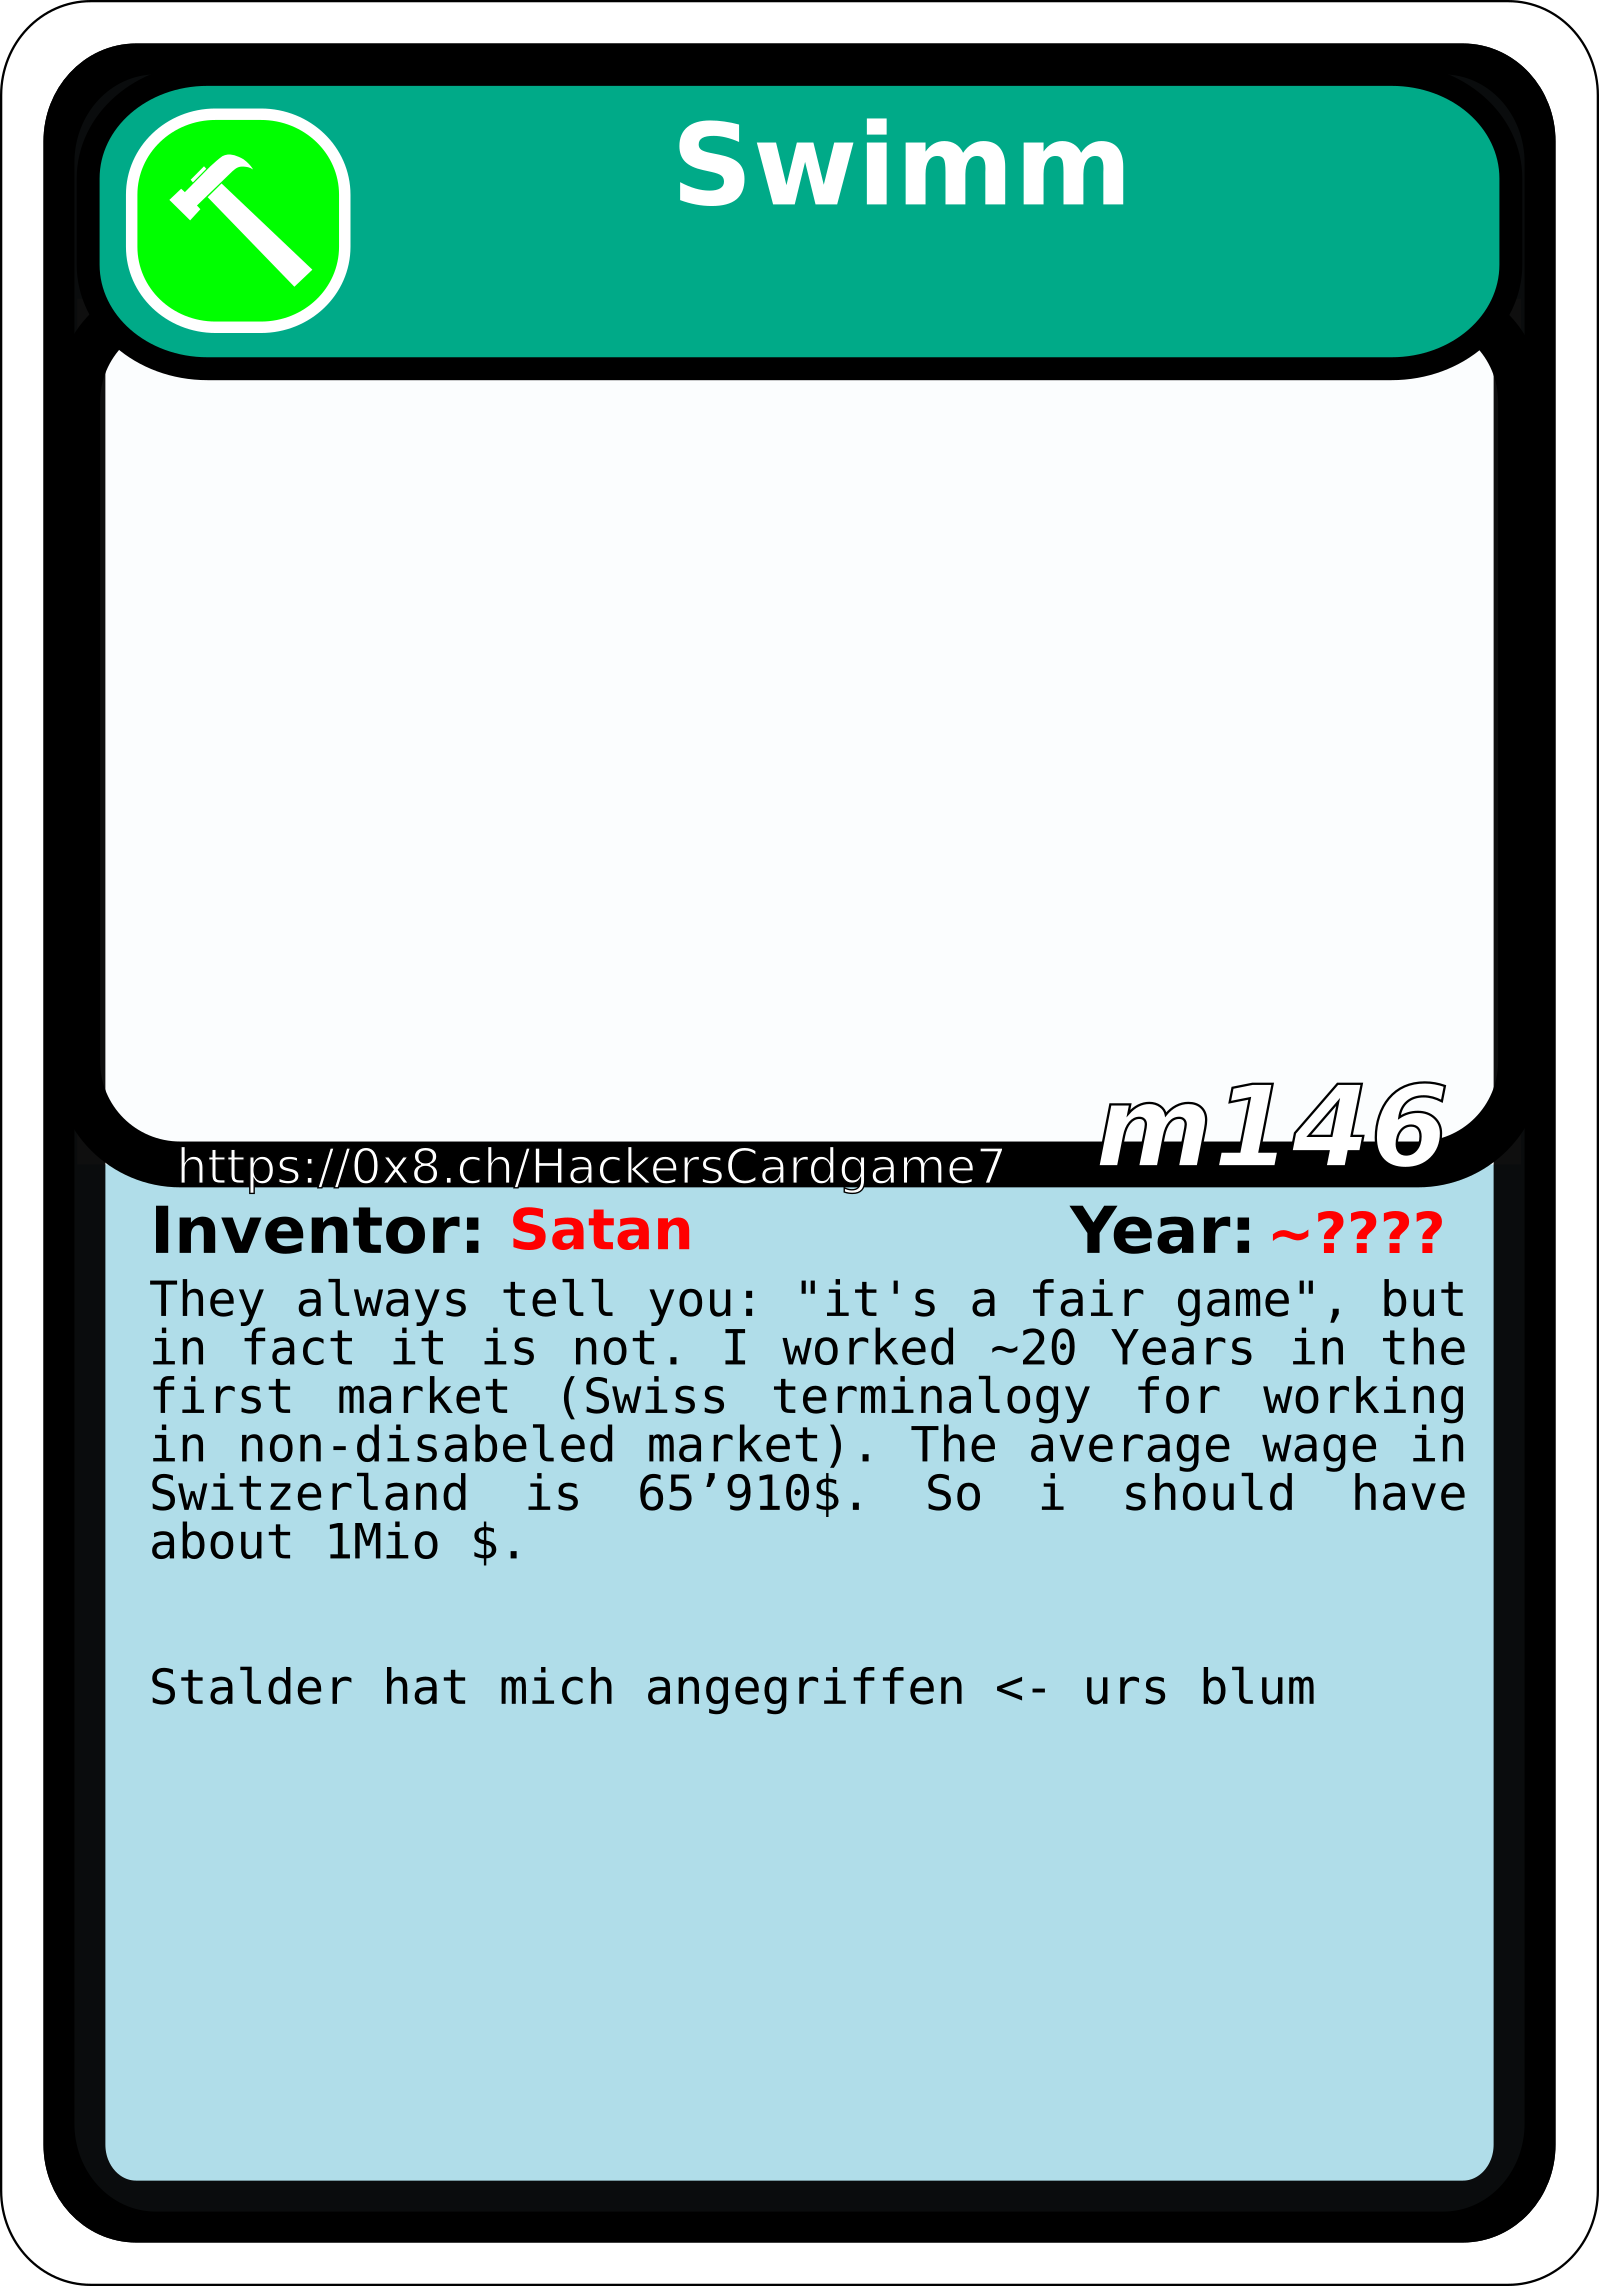 Swimm
m146
https://0x8.ch/HackersCardgame7
Inventor: Satan Year: ~????
They always tell you: "it's a fair game", but
in fact it is not. I worked ~20 Years in the
first market (Swiss terminalogy for working
in non-disabeled market). The average wage in
Switzerland is 65’910$. So i should have
about 1Mio $.
Stalder hat mich angegriffen <- urs blum